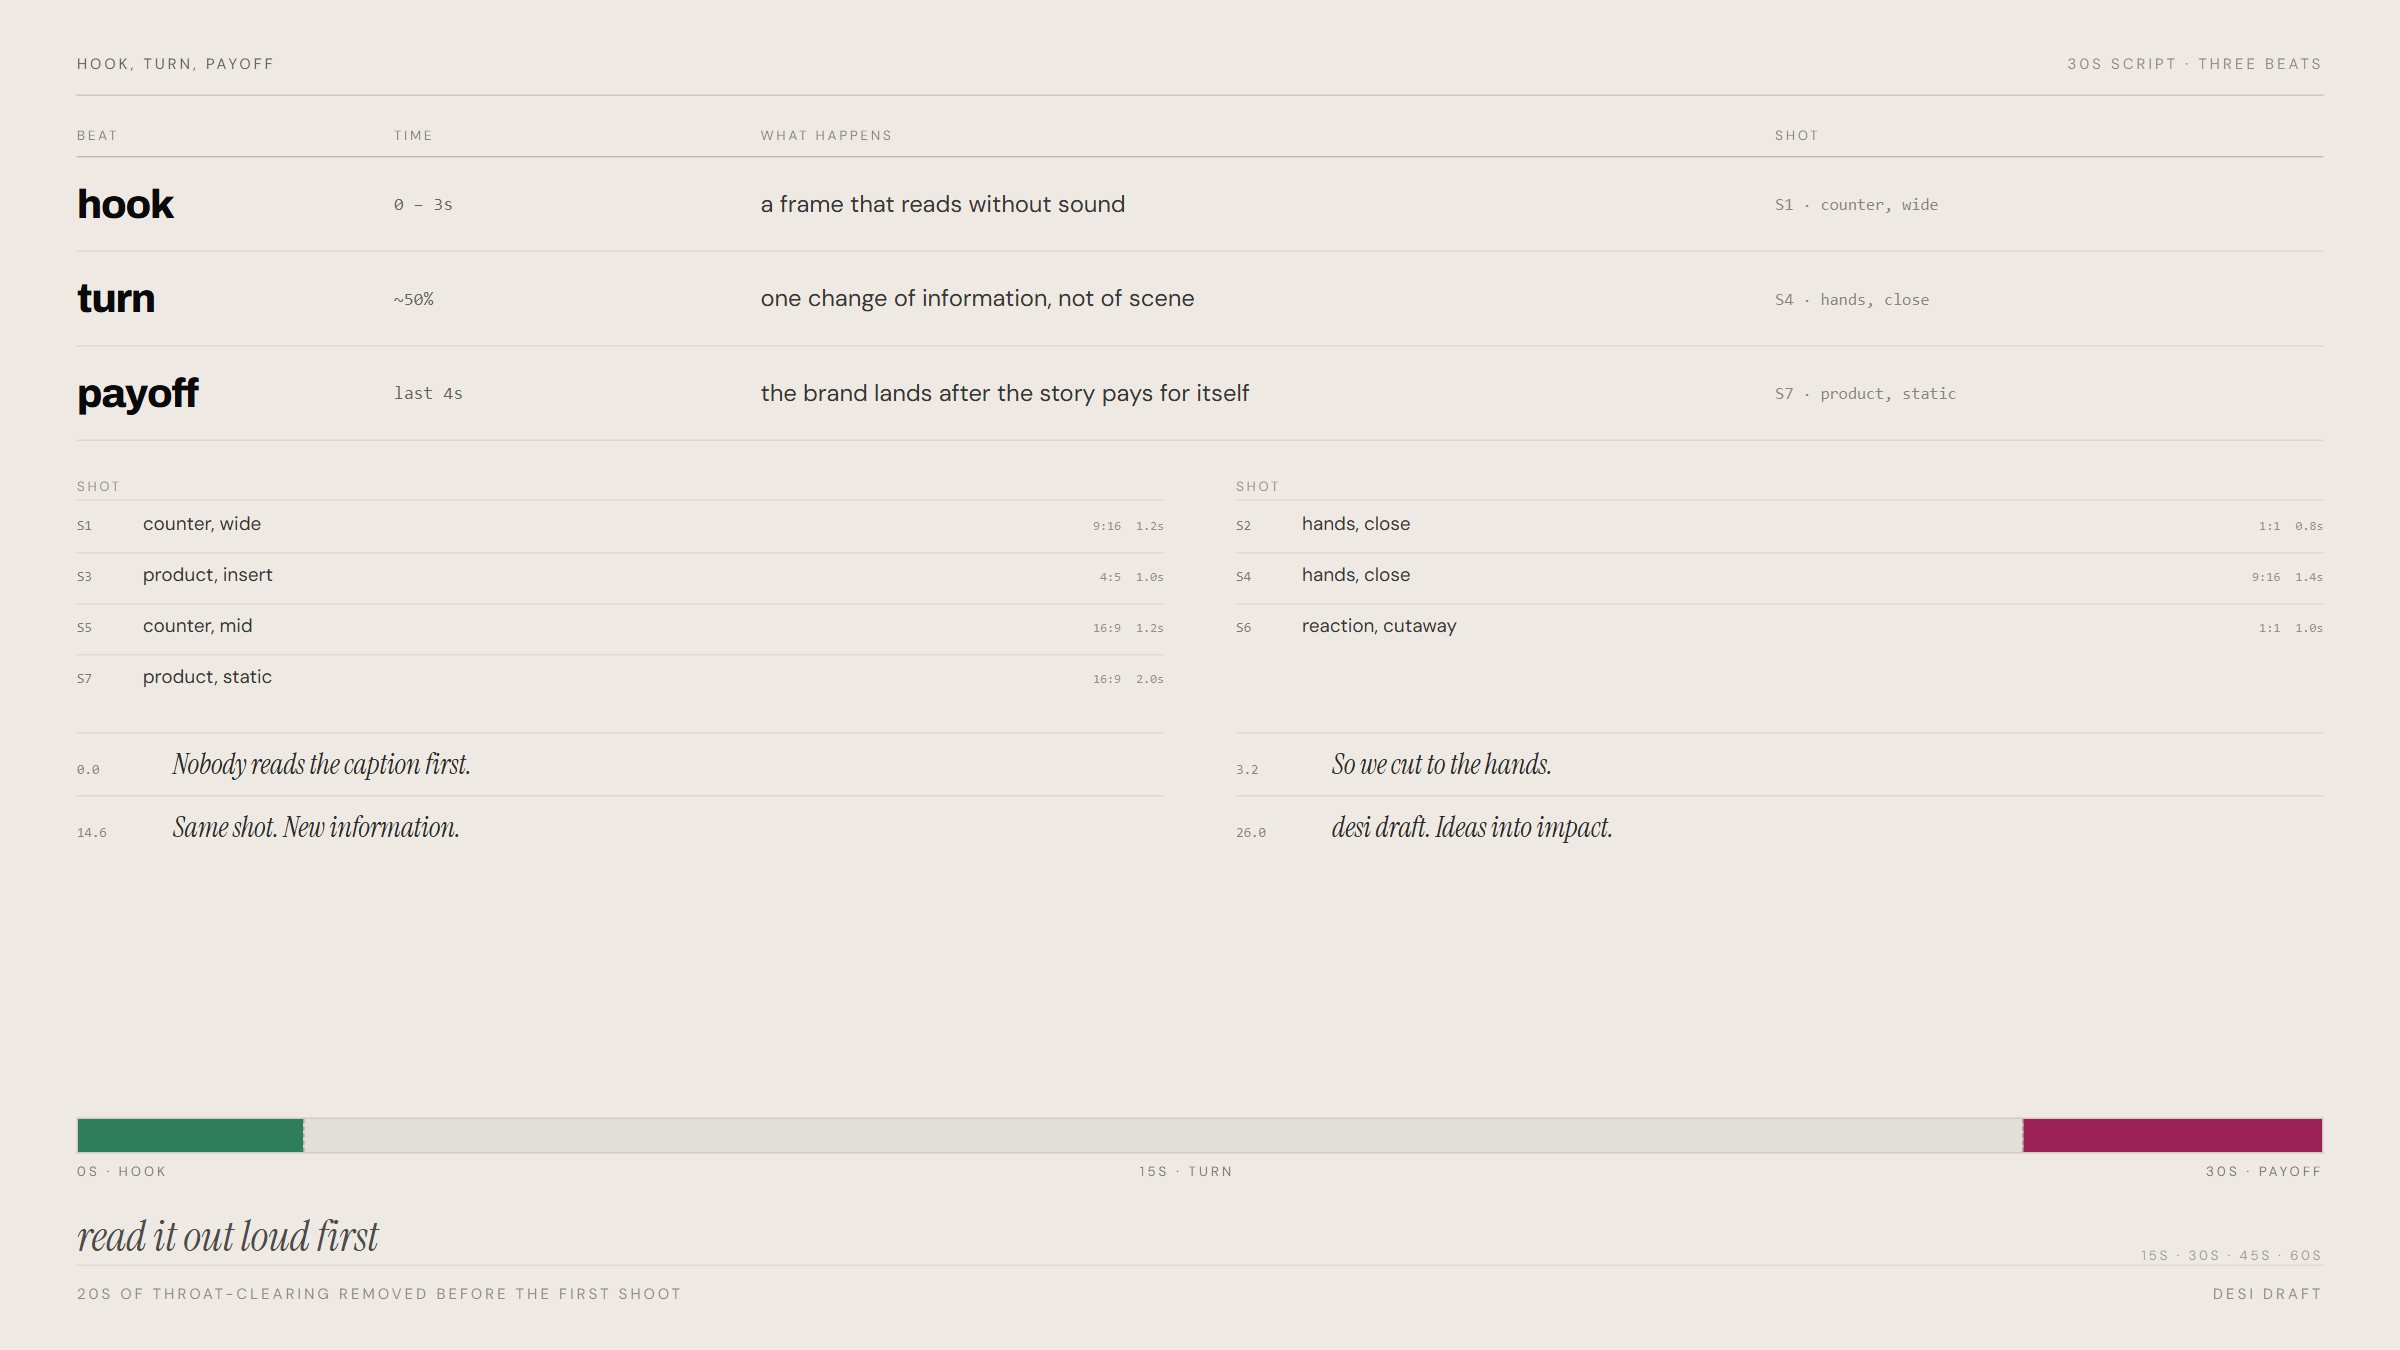 HOOK, TURN, PAYOFF 30S SCRIPT · THREE BEATS
BEAT TIME WHAT HAPPENS SHOT
hook 0 – 3s a frame that reads without sound S1 · counter, wide
turn ~50% one change of information, not of scene S4 · hands, close
payoff last 4s the brand lands after the story pays for itself S7 · product, static
SHOT SHOT
S1 counter, wide 9:16 1.2s S2 hands, close 1:1 0.8s
S3 product, insert 4:5 1.0s S4 hands, close 9:16 1.4s
S5 counter, mid 16:9 1.2s S6 reaction, cutaway 1:1 1.0s
S7 product, static 16:9 2.0s
0.0 Nobody reads the caption first. 3.2 So we cut to the hands.
14.6 Same shot. New information. 26.0 desi draft. Ideas into impact.
0S · HOOK 15S · TURN 30S · PAYOFF
read it out loud first 15S · 30S · 45S · 60S
20S OF THROAT-CLEARING REMOVED BEFORE THE FIRST SHOOT DESI DRAFT